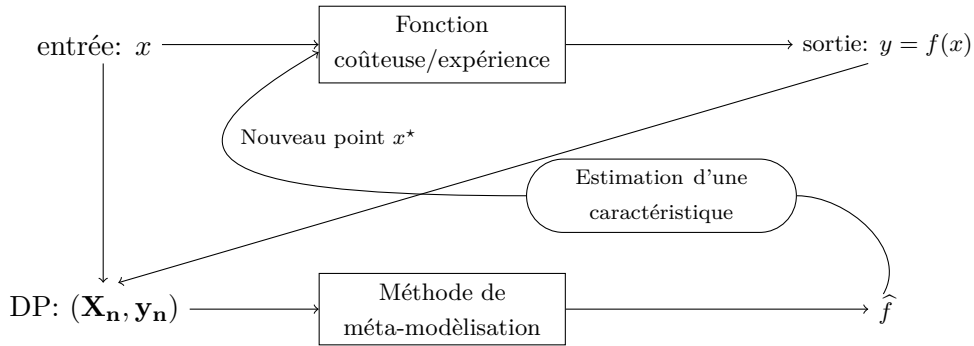 Fonction
coûteuse/expérience
entrée: x
sortie: y = f(x)
Nouveau point x⋆
Estimation d'une
caractéristique
DP: (Xₙ, yₙ)
Méthode de
méta-modèlisation
f̂